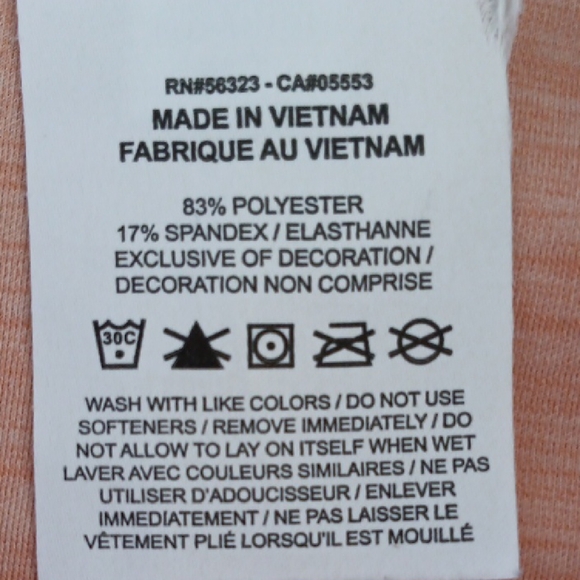 RN#56323 - CA#05553
MADE IN VIETNAM
FABRIQUE AU VIETNAM
83% POLYESTER
17% SPANDEX / ELASTHANNE
EXCLUSIVE OF DECORATION /
DECORATION NON COMPRISE
30C
WASH WITH LIKE COLORS / DO NOT USE
SOFTENERS / REMOVE IMMEDIATELY / DO
NOT ALLOW TO LAY ON ITSELF WHEN WET
LAVER AVEC COULEURS SIMILAIRES / NE PAS
UTILISER D'ADOUCISSEUR / ENLEVER
IMMEDIATEMENT / NE PAS LAISSER LE
VÊTEMENT PLIÉ LORSQU'IL EST MOUILLÉ